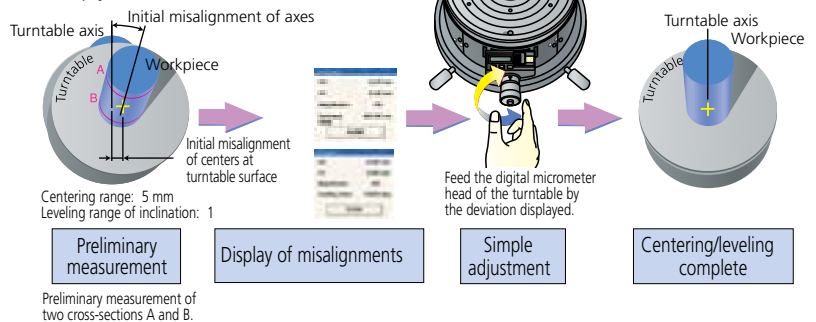 Initial misalignment of axes
Turntable axis
Workpiece
Turntable
A
B
Initial misalignment
of centers at
turntable surface
Centering range: 5 mm
Leveling range of inclination: 1
Feed the digital micrometer
head of the turntable by
the deviation displayed.
Turntable axis
Workpiece
Turntable
Preliminary
measurement
Display of misalignments
Simple
adjustment
Centering/leveling
complete
Preliminary measurement of
two cross-sections A and B.